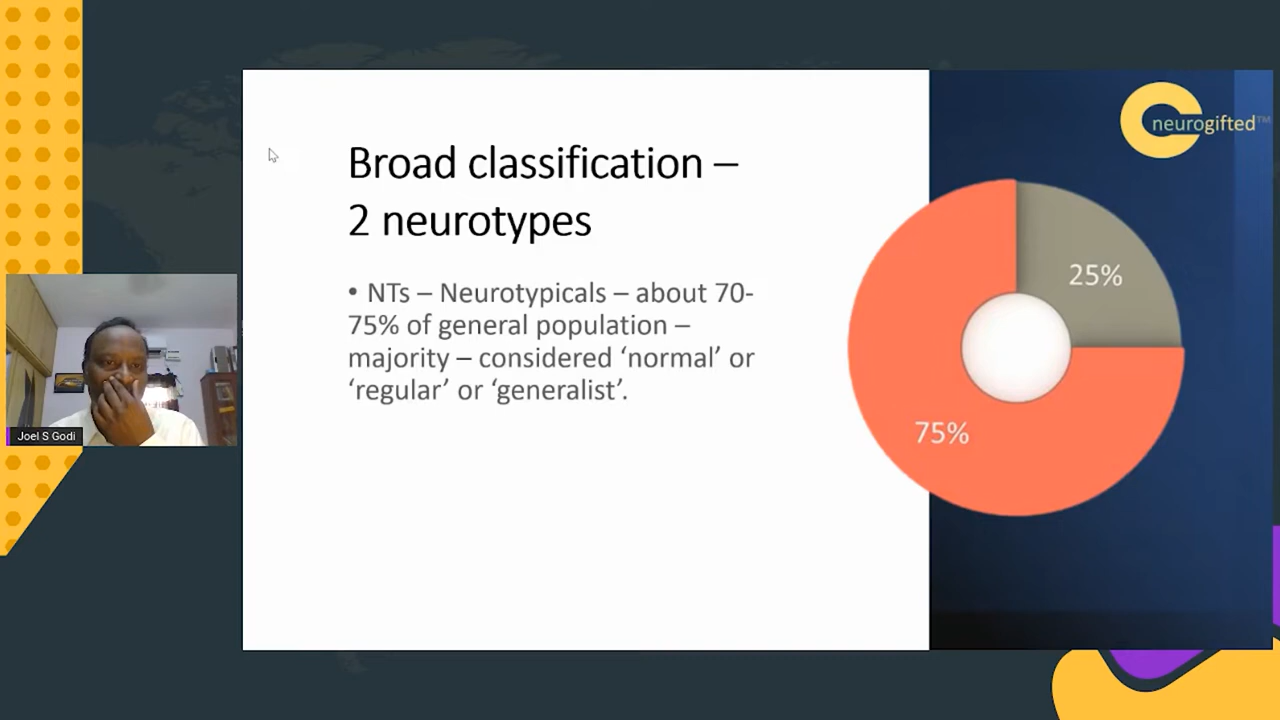 neurogifted™
Broad classification –
2 neurotypes
• NTs – Neurotypicals – about 70-
75% of general population –
majority – considered ‘normal’ or
‘regular’ or ‘generalist’.
25%
75%
Joel S Godi